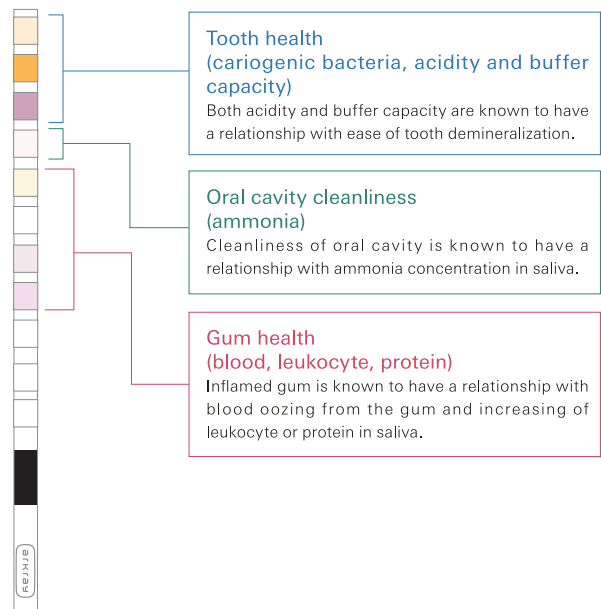 Tooth health
(cariogenic bacteria, acidity and buffer
capacity)
Both acidity and buffer capacity are known to have
a relationship with ease of tooth demineralization.
Oral cavity cleanliness
(ammonia)
Cleanliness of oral cavity is known to have a
relationship with ammonia concentration in saliva.
Gum health
(blood, leukocyte, protein)
Inflamed gum is known to have a relationship with
blood oozing from the gum and increasing of
leukocyte or protein in saliva.
arkray